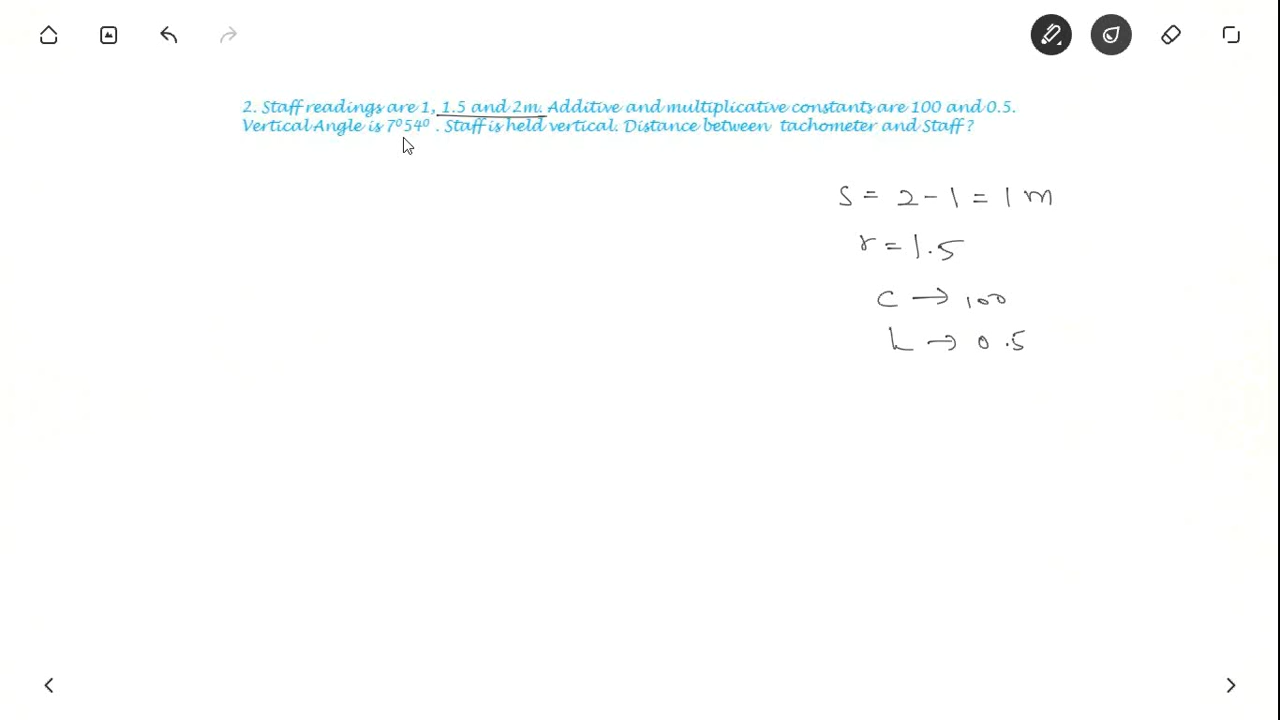 2. Staff readings are 1, 1.5 and 2m. Additive and multiplicative constants are 100 and 0.5.
Vertical Angle is 7⁰54⁰ . Staff is held vertical. Distance between tachometer and Staff?
S = 2 - 1 = 1 m
r = 1.5
C → 100
k → 0.5